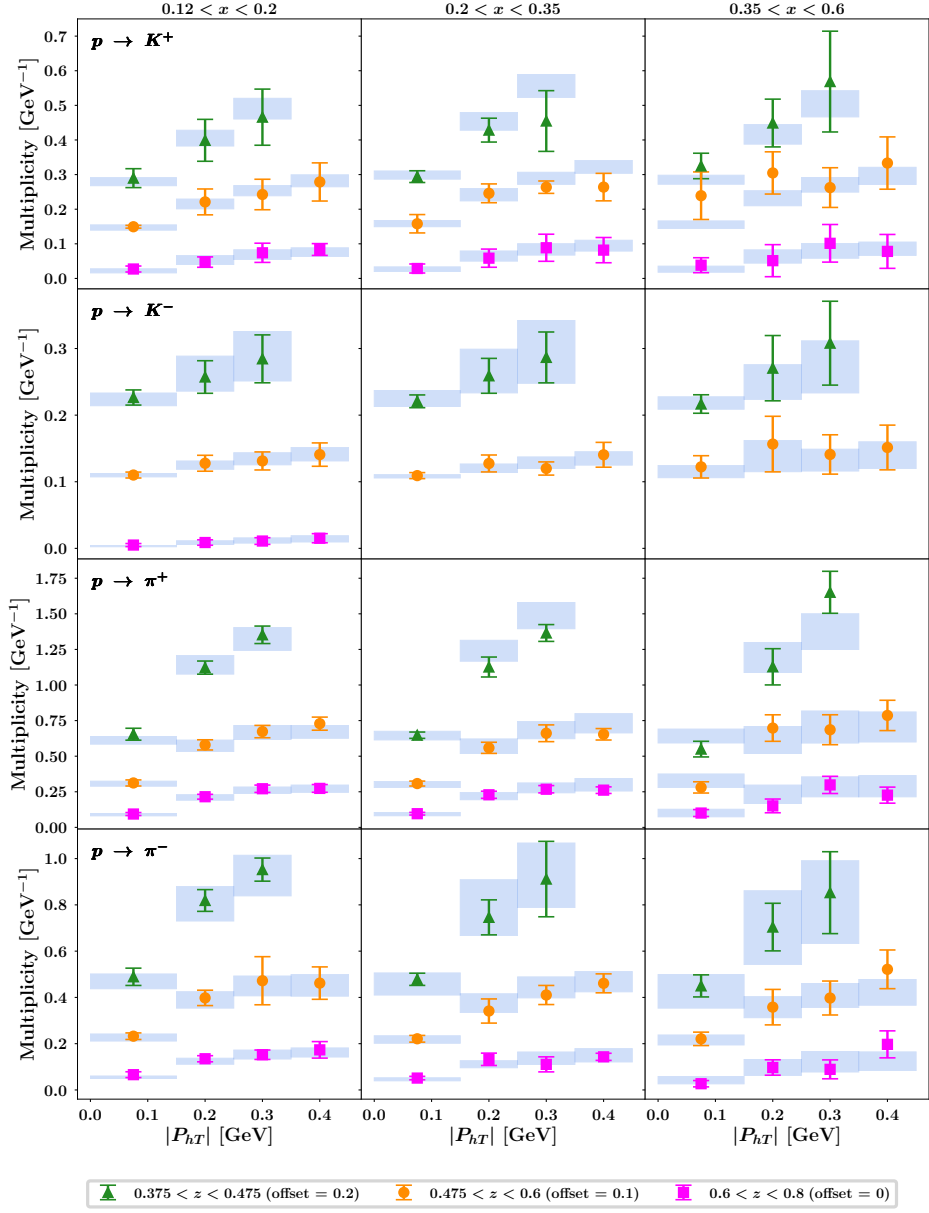 0.12 < x < 0.2
0.2 < x < 0.35
0.35 < x < 0.6
p → K⁺
Multiplicity [GeV⁻¹]
0.7
0.6
0.5
0.4
0.3
0.2
0.1
0.0
p → K⁻
Multiplicity [GeV⁻¹]
0.3
0.2
0.1
0.0
p → π⁺
Multiplicity [GeV⁻¹]
1.75
1.50
1.25
1.00
0.75
0.50
0.25
0.00
p → π⁻
Multiplicity [GeV⁻¹]
1.0
0.8
0.6
0.4
0.2
0.0
0.0 0.1 0.2 0.3 0.4
0.0 0.1 0.2 0.3 0.4
0.0 0.1 0.2 0.3 0.4
|P_{hT}| [GeV]
|P_{hT}| [GeV]
|P_{hT}| [GeV]
0.375 < z < 0.475 (offset = 0.2)
0.475 < z < 0.6 (offset = 0.1)
0.6 < z < 0.8 (offset = 0)